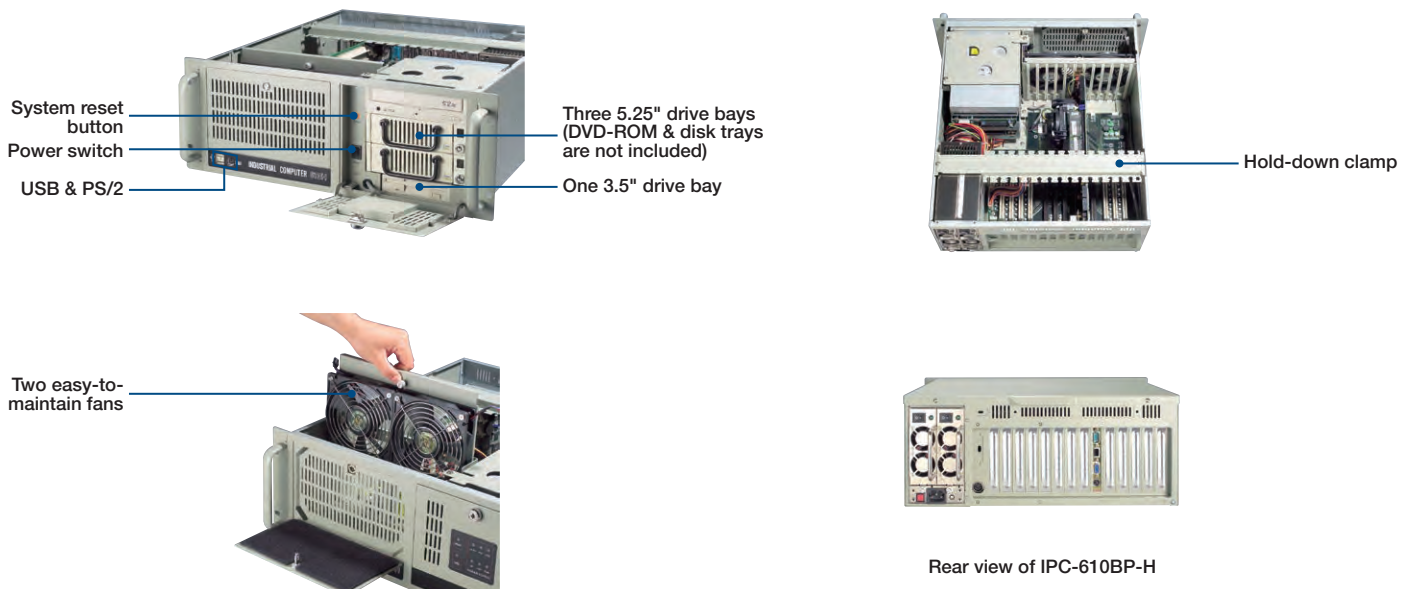 System reset
button
Power switch
USB & PS/2
INDUSTRIAL COMPUTER
Three 5.25" drive bays
(DVD-ROM & disk trays
are not included)
One 3.5" drive bay
Hold-down clamp
Two easy-to-
maintain fans
Rear view of IPC-610BP-H